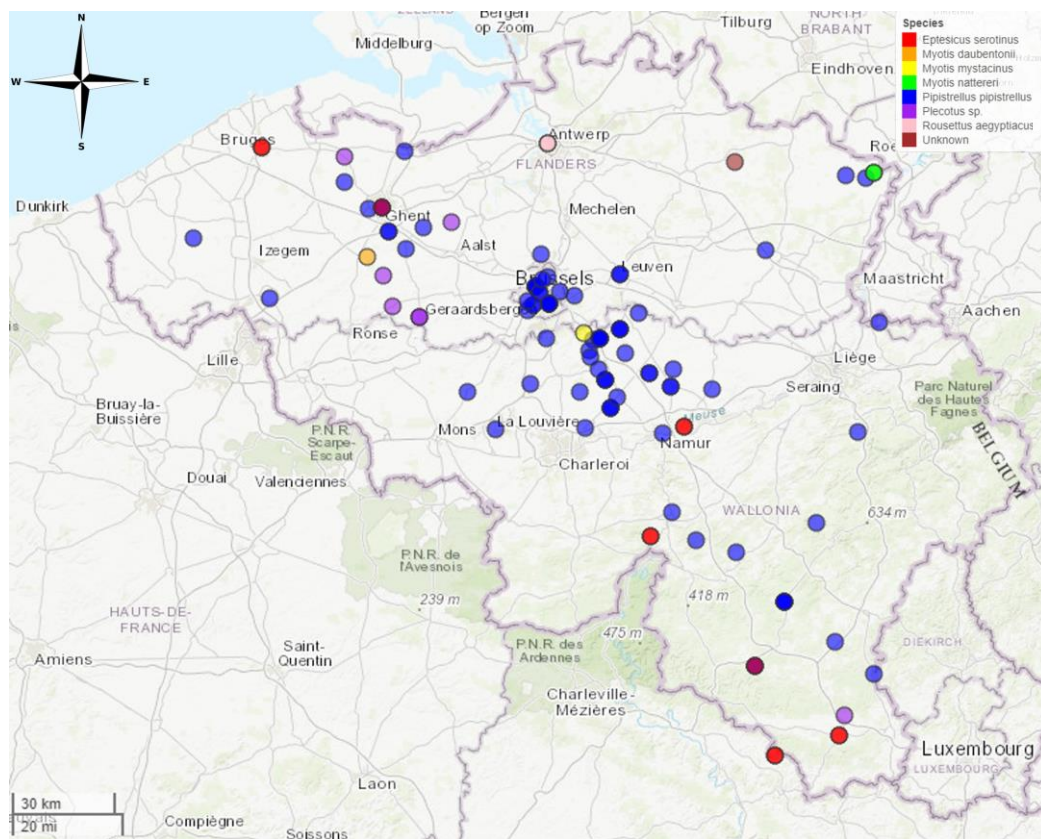 ZEELAND
Bergen
op Zoom
Tilburg
NORTH
BRABANT
Middelburg
Eindhoven
N
W
E
S
Species
Eptesicus serotinus
Myotis daubentonii
Myotis mystacinus
Myotis nattereri
Pipistrellus pipistrellus
Plecotus sp.
Rousettus aegyptiacus
Unknown
Bruges
Antwerp
FLANDERS
Roe
Dunkirk
Ghent
Mechelen
Izegem
Aalst
Brussels
Leuven
Maastricht
Geraardsberge
Aachen
Ronse
Lille
Liège
Seraing
Parc Naturel
des Hautes
Fagnes
Bruay-la-
Buissière
P.N.R.
Scarpe-
Escaut
Mons
La Louvière
Meuse
Namur
Charleroi
BELGIUM
Douai
Valenciennes
WALLONIA
634 m
P.N.R. de
l'Avesnois
239 m
418 m
HAUTS-DE-
FRANCE
475 m
DIEKIRCH
Saint-
Quentin
P.N.R. des
Ardennes
Amiens
Charleville-
Mézières
Luxembourg
LUXEMBOURG
Laon
30 km
20 mi
Compiègne
Soissons